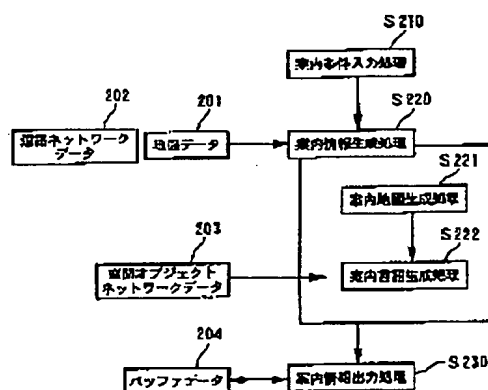 S210
案内条件入力処理
202
201
S220
道路ネットワーク
データ
地図データ
案内情報生成処理
S221
案内地図生成処理
203
S222
空間オブジェクト
ネットワークデータ
案内言語生成処理
204
S230
バッファデータ
案内情報出力処理